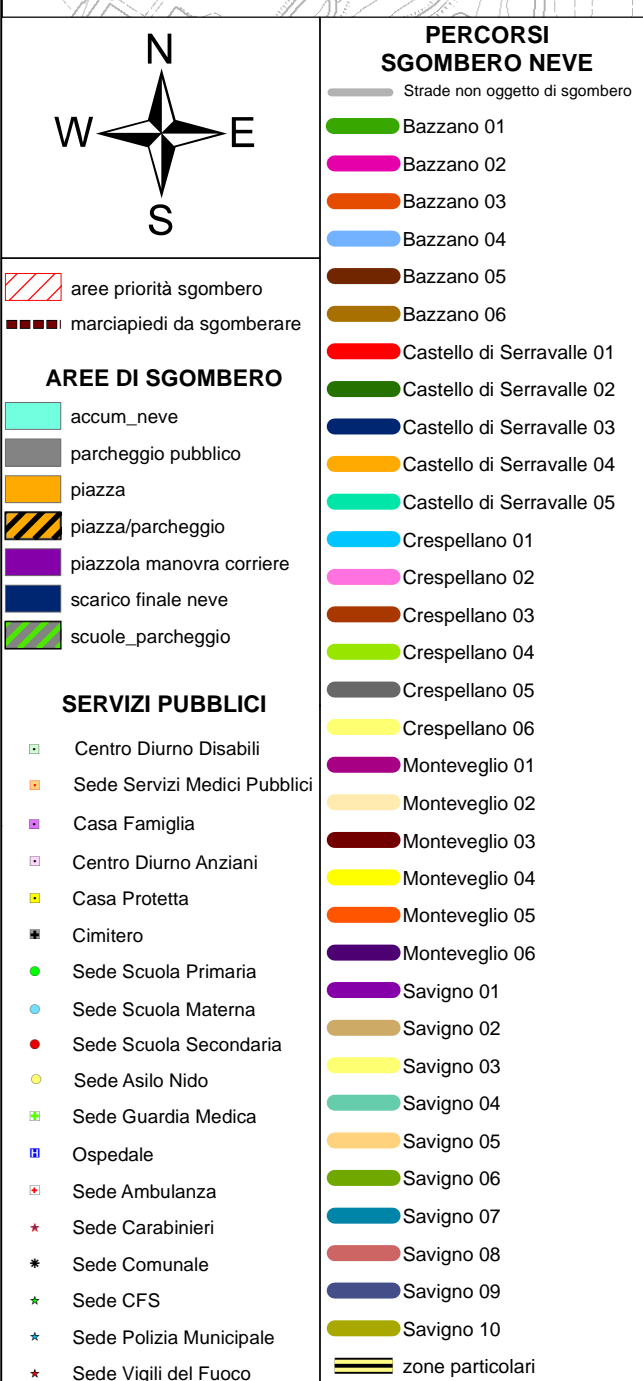 N
W E
S
aree priorità sgombero
marciapiedi da sgomberare
AREE DI SGOMBERO
accum_neve
parcheggio pubblico
piazza
piazza/parcheggio
piazzola manovra corriere
scarico finale neve
scuole_parcheggio
SERVIZI PUBBLICI
Centro Diurno Disabili
Sede Servizi Medici Pubblici
Casa Famiglia
Centro Diurno Anziani
Casa Protetta
Cimitero
Sede Scuola Primaria
Sede Scuola Materna
Sede Scuola Secondaria
Sede Asilo Nido
Sede Guardia Medica
H Ospedale
Sede Ambulanza
Sede Carabinieri
Sede Comunale
Sede CFS
Sede Polizia Municipale
Sede Vigili del Fuoco
PERCORSI
SGOMBERO NEVE
Strade non oggetto di sgombero
Bazzano 01
Bazzano 02
Bazzano 03
Bazzano 04
Bazzano 05
Bazzano 06
Castello di Serravalle 01
Castello di Serravalle 02
Castello di Serravalle 03
Castello di Serravalle 04
Castello di Serravalle 05
Crespellano 01
Crespellano 02
Crespellano 03
Crespellano 04
Crespellano 05
Crespellano 06
Monteveglio 01
Monteveglio 02
Monteveglio 03
Monteveglio 04
Monteveglio 05
Monteveglio 06
Savigno 01
Savigno 02
Savigno 03
Savigno 04
Savigno 05
Savigno 06
Savigno 07
Savigno 08
Savigno 09
Savigno 10
zone particolari